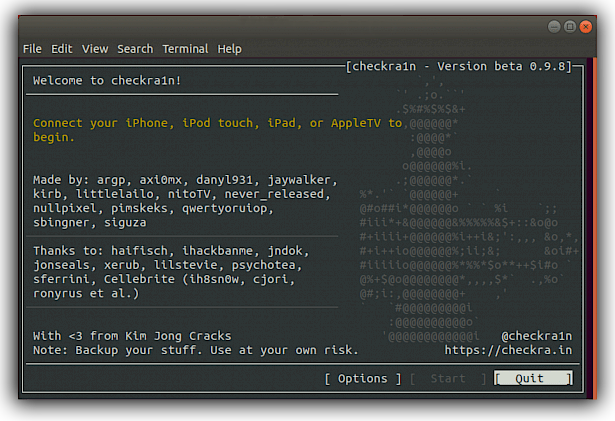 File Edit View Search Terminal Help
[checkra1n - Version beta 0.9.8]
Welcome to checkra1n!
Connect your iPhone, iPod touch, iPad, or AppleTV to
begin.
Made by: argp, axi0mx, danyl931, jaywalker,
kirb, littlelailo, nitoTV, never_released,
nullpixel, pimskeks, qwertyoruiop,
sbingner, siguza
Thanks to: haifisch, ihackbanme, jndok,
jonseals, xerub, lilstevie, psychotea,
sferrini, Cellebrite (ih8sn0w, cjori,
ronyrus et al.)
With <3 from Kim Jong Cracks @checkra1n
Note: Backup your stuff. Use at your own risk. https://checkra.in
[ Options ] [ Start ] [ Quit ]